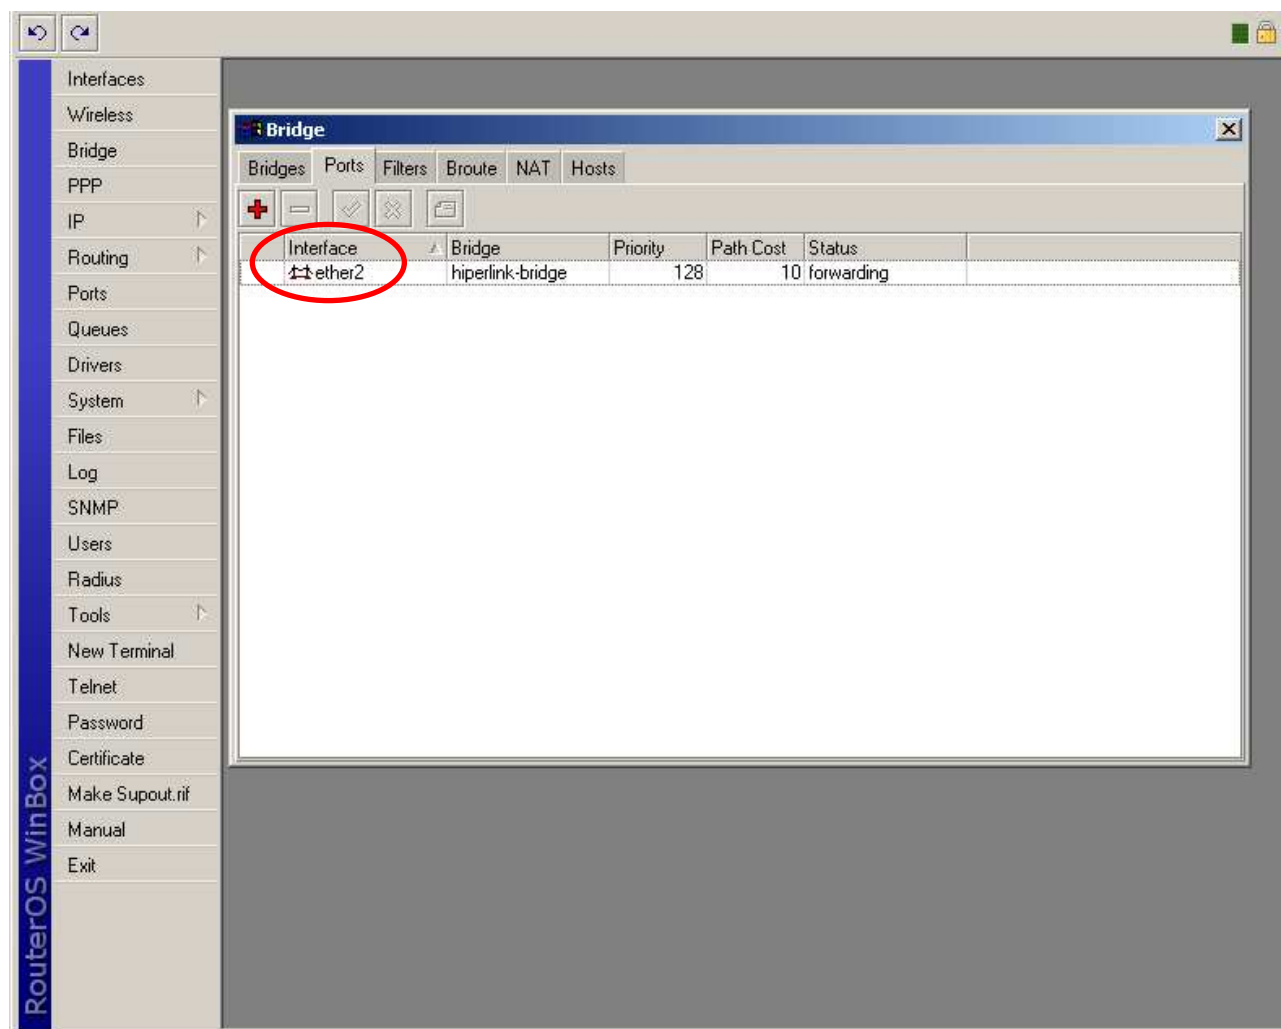 Interfaces
Wireless
Bridge
PPP
IP
Routing
Ports
Queues
Drivers
System
Files
Log
SNMP
Users
Radius
Tools
New Terminal
Telnet
Password
Certificate
Make Supout.rif
Manual
Exit
RouterOS WinBox
Bridge
Bridges Ports Filters Broute NAT Hosts
Interface Bridge Priority Path Cost Status
ether2 hiperlink-bridge 128 10 forwarding